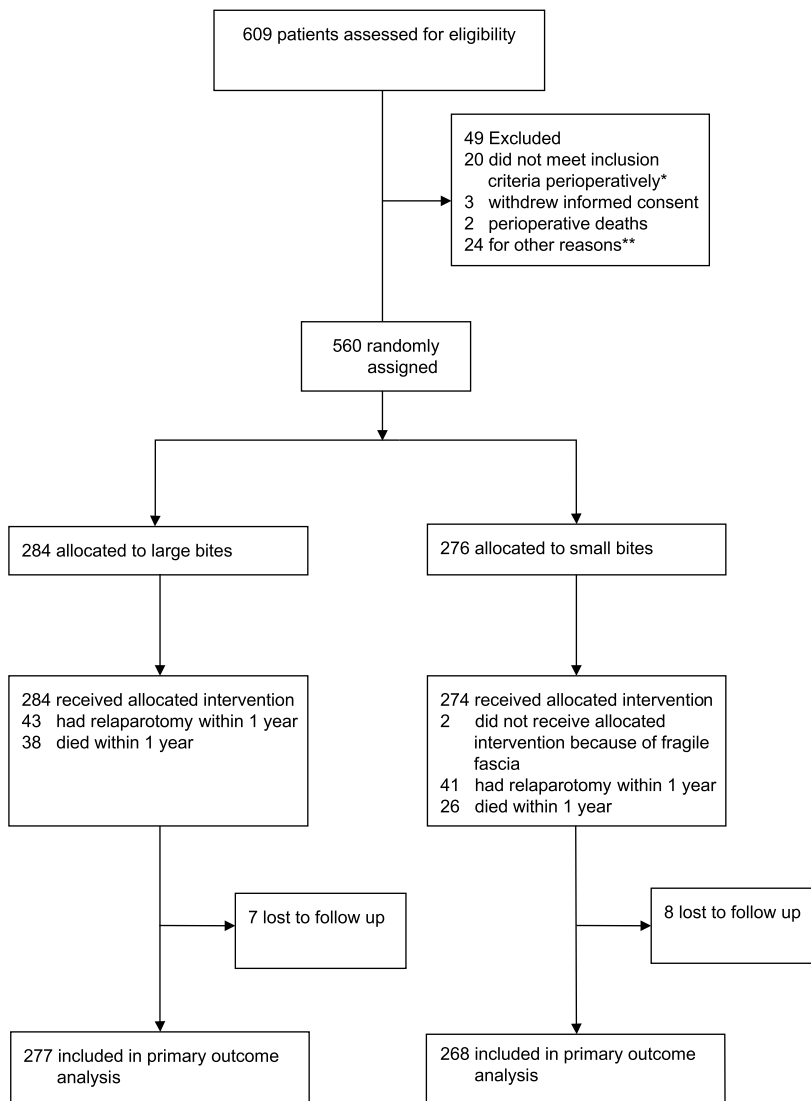 609 patients assessed for eligibility
49 Excluded
20 did not meet inclusion
criteria perioperatively*
3 withdrew informed consent
2 perioperative deaths
24 for other reasons**
560 randomly
assigned
284 allocated to large bites
276 allocated to small bites
284 received allocated intervention
43 had relaparotomy within 1 year
38 died within 1 year
274 received allocated intervention
2 did not receive allocated
intervention because of fragile
fascia
41 had relaparotomy within 1 year
26 died within 1 year
7 lost to follow up
8 lost to follow up
277 included in primary outcome
analysis
268 included in primary outcome
analysis